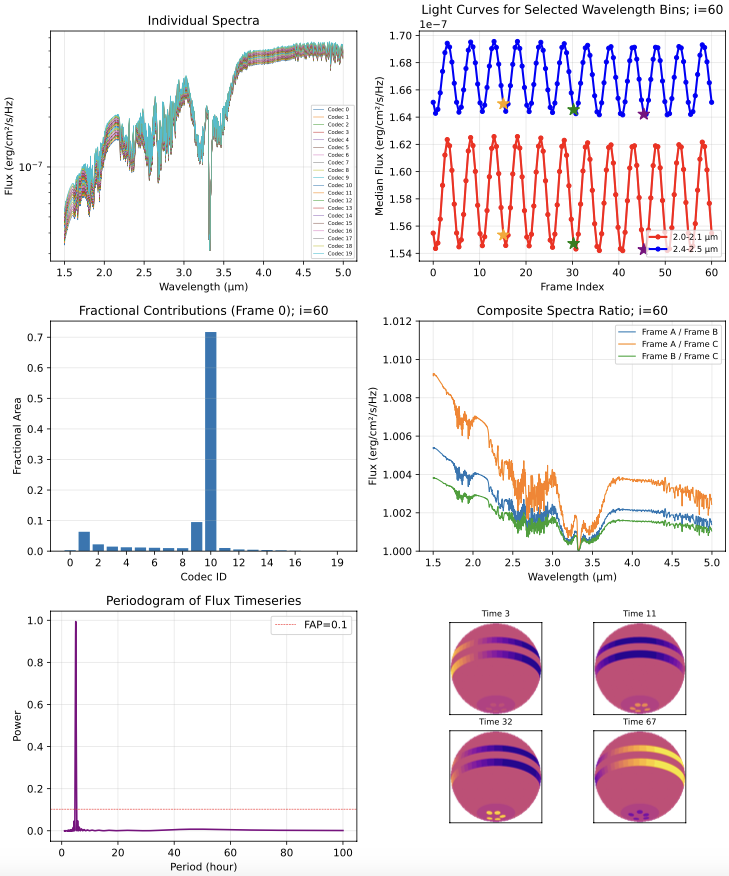 Individual Spectra
Flux (erg/cm²/s/Hz)
10⁻⁷
Codec 0
Codec 1
Codec 2
Codec 3
Codec 4
Codec 5
Codec 6
Codec 7
Codec 8
Codec 9
Codec 10
Codec 11
Codec 12
Codec 13
Codec 14
Codec 15
Codec 16
Codec 17
Codec 18
Codec 19
1.5 2.0 2.5 3.0 3.5 4.0 4.5 5.0
Wavelength (μm)
Light Curves for Selected Wavelength Bins; i=60
1e−7
Median Flux (erg/cm²/s/Hz)
1.70
1.68
1.66
1.64
1.62
1.60
1.58
1.56
1.54
2.0-2.1 μm
2.4-2.5 μm
0 10 20 30 40 50 60
Frame Index
Fractional Contributions (Frame 0); i=60
Fractional Area
0.7
0.6
0.5
0.4
0.3
0.2
0.1
0.0
0 2 4 6 8 10 12 14 16 19
Codec ID
Composite Spectra Ratio; i=60
Flux (erg/cm²/s/Hz)
1.012
1.010
1.008
1.006
1.004
1.002
1.000
Frame A / Frame B
Frame A / Frame C
Frame B / Frame C
1.5 2.0 2.5 3.0 3.5 4.0 4.5 5.0
Wavelength (μm)
Periodogram of Flux Timeseries
Power
1.0
0.8
0.6
0.4
0.2
0.0
FAP=0.1
0 20 40 60 80 100
Period (hour)
Time 3
Time 11
Time 32
Time 67